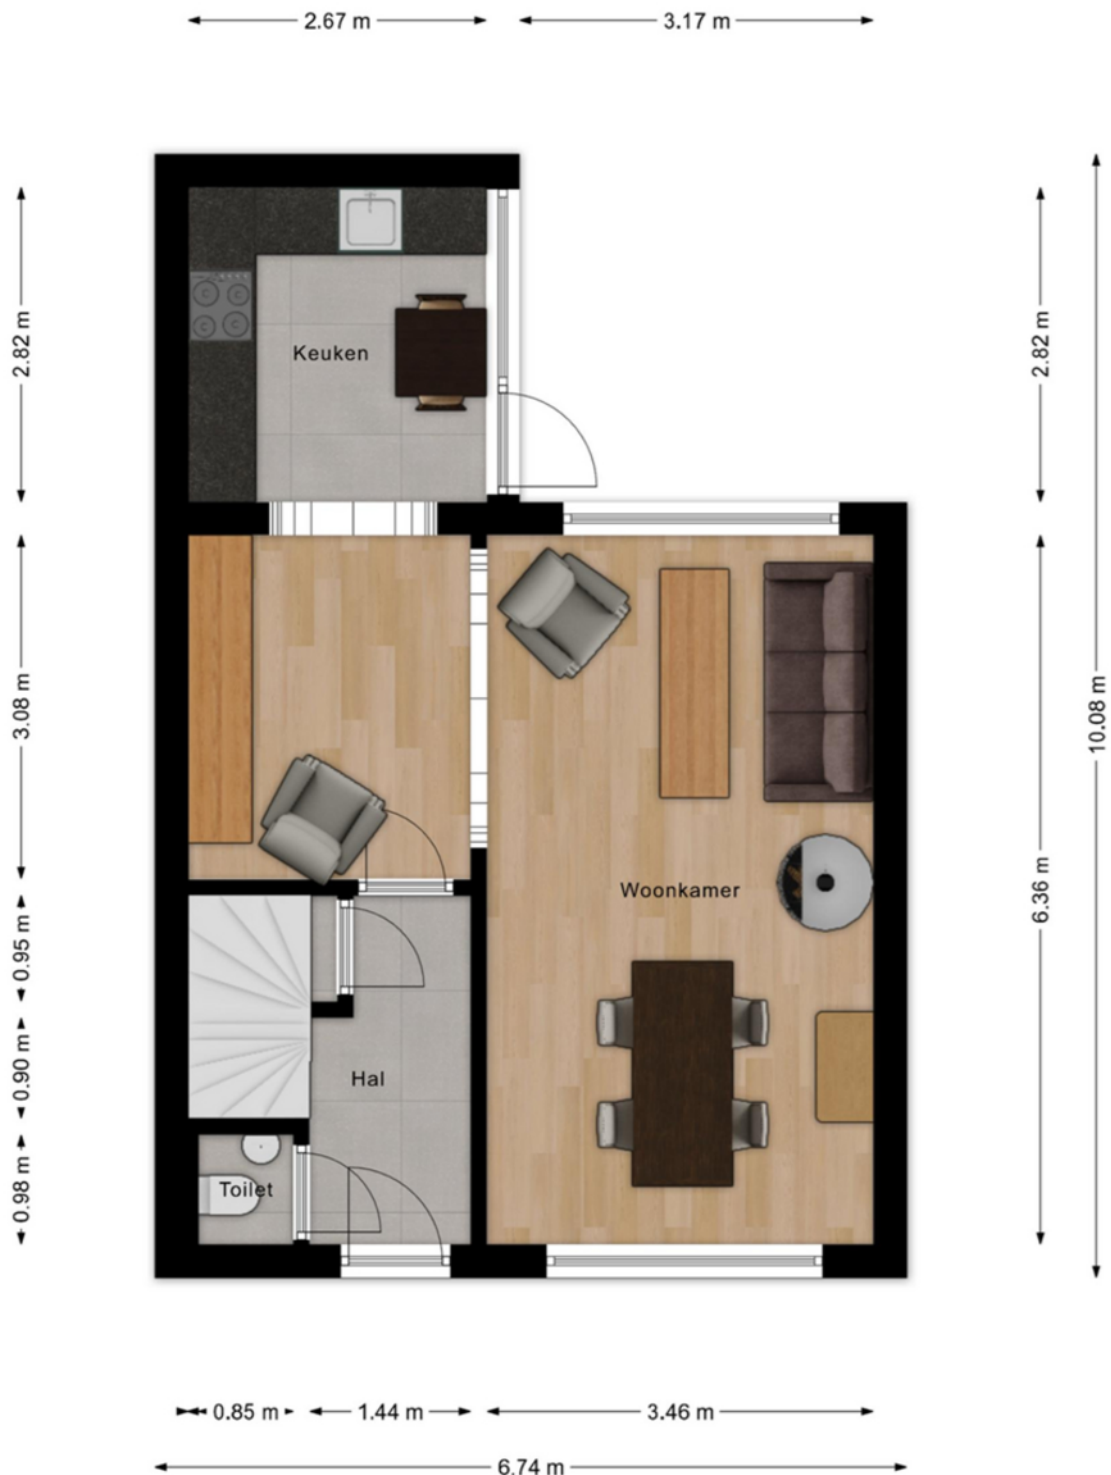 2.67 m
3.17 m
2.82 m
2.82 m
Keuken
3.08 m
10.08 m
6.36 m
Woonkamer
0.95 m
0.90 m
Hal
0.98 m
Toilet
0.85 m
1.44 m
3.46 m
6.74 m